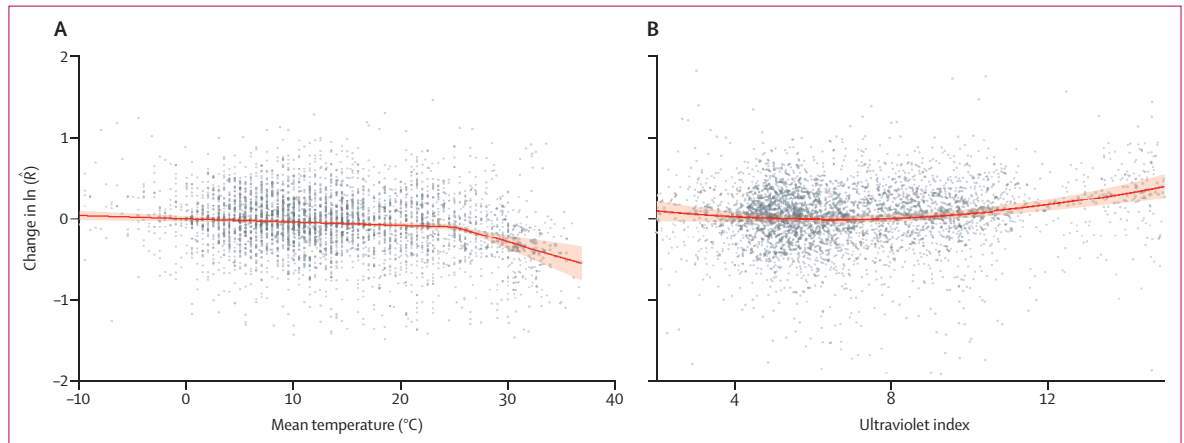 A
B
Change in ln (R̂)
2
1
0
–1
–2
–10
0
10
20
30
40
Mean temperature (°C)
4
8
12
Ultraviolet index